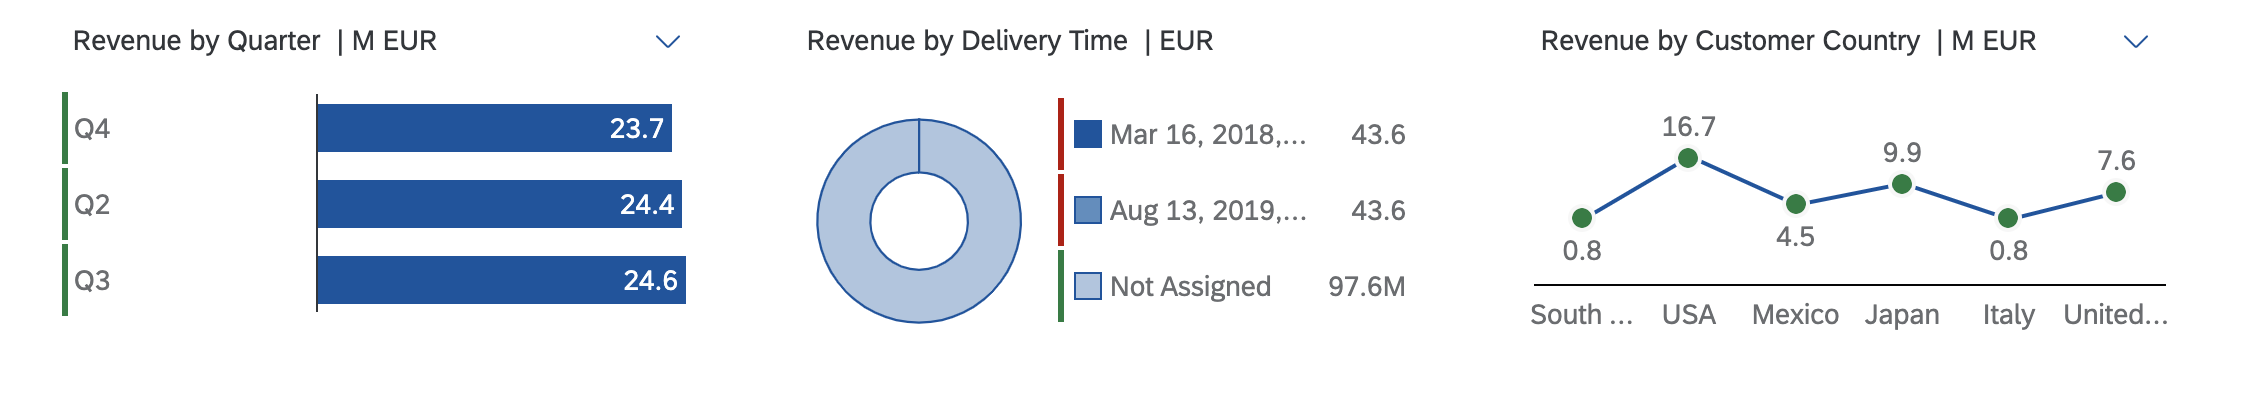 Revenue by Quarter | M EUR
Q4 23.7
Q2 24.4
Q3 24.6
Revenue by Delivery Time | EUR
Mar 16, 2018,... 43.6
Aug 13, 2019,... 43.6
Not Assigned 97.6M
Revenue by Customer Country | M EUR
0.8 16.7 4.5 9.9 0.8 7.6
South ... USA Mexico Japan Italy United...